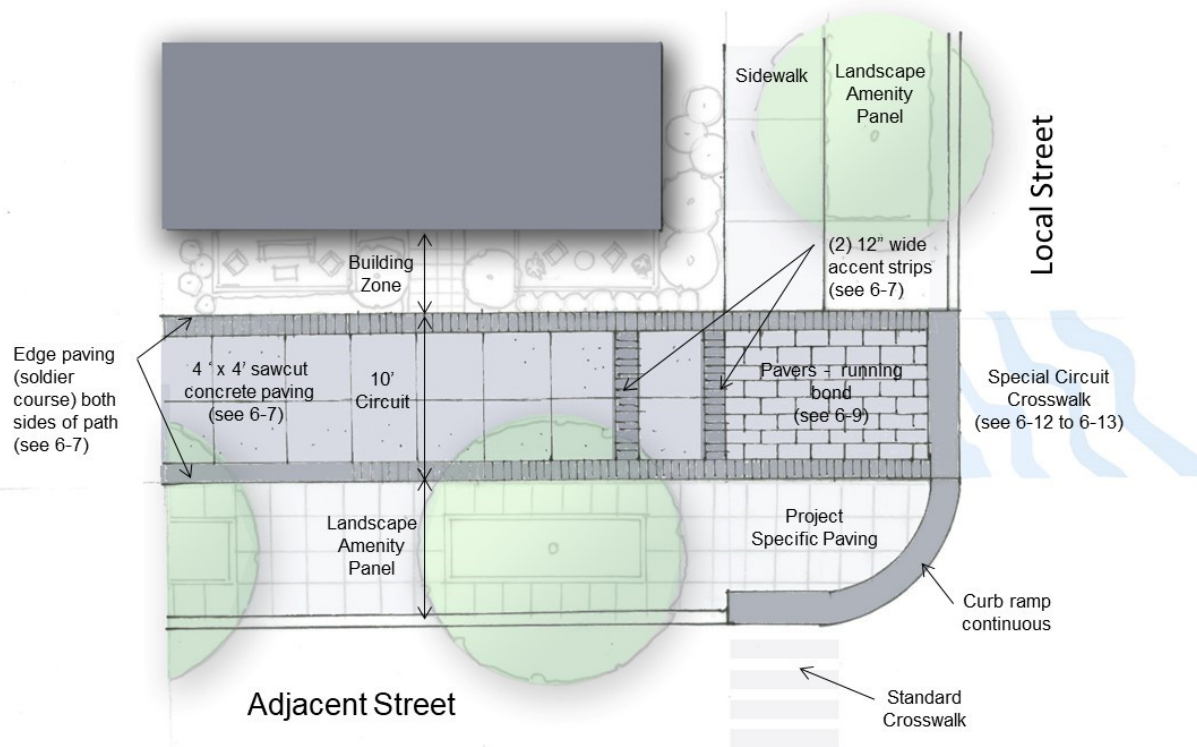 Sidewalk
Landscape
Amenity
Panel
Local Street
Building
Zone
(2) 12" wide
accent strips
(see 6-7)
Edge paving
(soldier
course) both
sides of path
(see 6-7)
4 ' x 4' sawcut
concrete paving
(see 6-7)
10'
Circuit
Pavers - running
bond
(see 6-9)
Special Circuit
Crosswalk
(see 6-12 to 6-13)
Landscape
Amenity
Panel
Project
Specific Paving
Curb ramp
continuous
Adjacent Street
Standard
Crosswalk